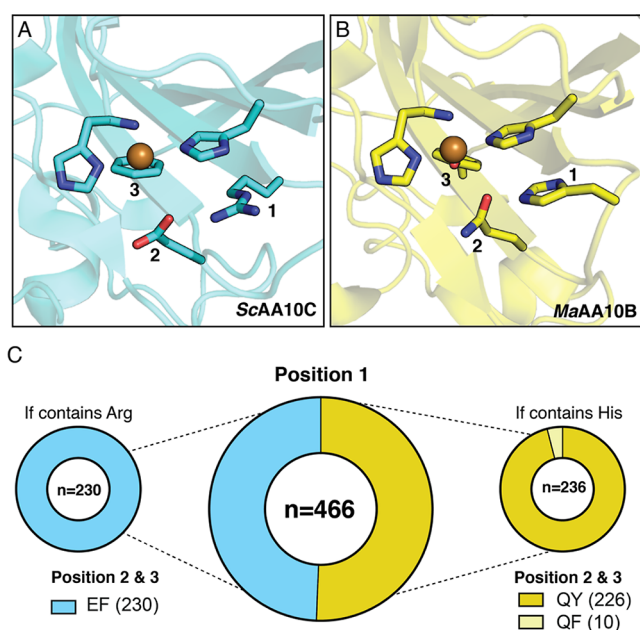 A
1
3
2
ScAA10C
B
1
3
2
MaAA10B
C
Position 1
If contains Arg
n=230
Position 2 & 3
EF (230)
n=466
If contains His
n=236
Position 2 & 3
QY (226)
QF (10)